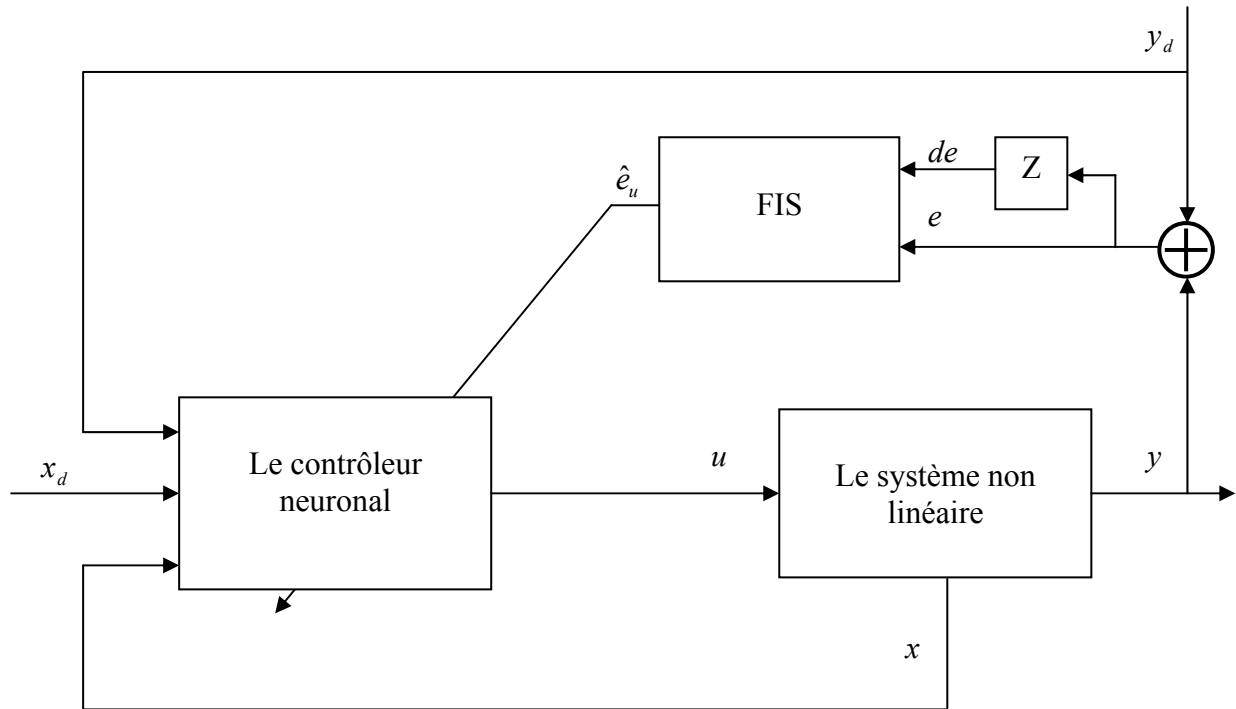 y_d
de
Z
ê_u
FIS
e
x_d
Le contrôleur
neuronal
u
Le système non
linéaire
y
x